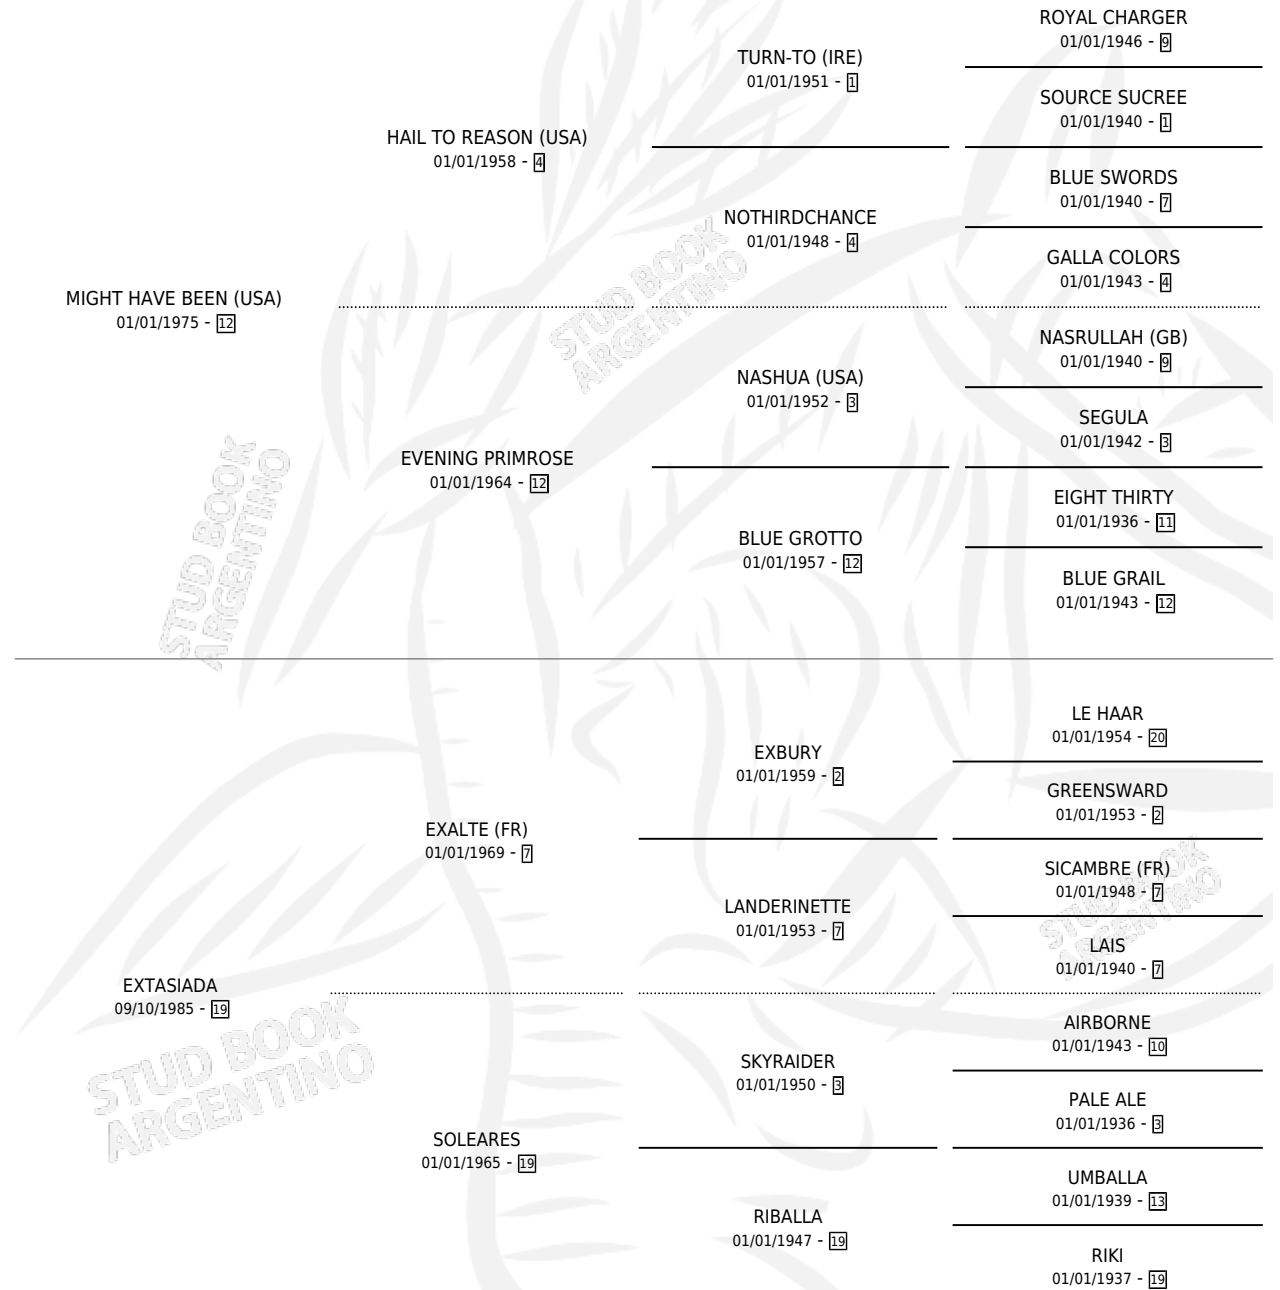 ROYAL CHARGER
01/01/1946 - 9
TURN-TO (IRE)
01/01/1951 - 1
SOURCE SUCREE
01/01/1940 - 1
HAIL TO REASON (USA)
01/01/1958 - 4
BLUE SWORDS
01/01/1940 - 7
NOTHIRDCHANCE
01/01/1948 - 4
GALLA COLORS
01/01/1943 - 4
MIGHT HAVE BEEN (USA)
01/01/1975 - 12
STUD BOOK
ARGENTINO
NASRULLAH (GB)
01/01/1940 - 9
NASHUA (USA)
01/01/1952 - 3
SEGULA
01/01/1942 - 3
EVENING PRIMROSE
01/01/1964 - 12
EIGHT THIRTY
01/01/1936 - 11
BLUE GROTTO
01/01/1957 - 12
BLUE GRAIL
01/01/1943 - 12
STUD BOOK
ARGENTINO
LE HAAR
01/01/1954 - 20
EXBURY
01/01/1959 - 2
GREENSWARD
01/01/1953 - 2
EXALTE (FR)
01/01/1969 - 7
SICAMBRE (FR)
01/01/1948 - 7
LANDERINETTE
01/01/1953 - 7
LAIS
01/01/1940 - 7
STUD BOOK
ARGENTINO
EXTASIADA
09/10/1985 - 19
AIRBORNE
01/01/1943 - 10
SKYRAIDER
01/01/1950 - 3
PALE ALE
01/01/1936 - 3
STUD BOOK
ARGENTINO
SOLEARES
01/01/1965 - 19
UMBALLA
01/01/1939 - 13
RIBALLA
01/01/1947 - 19
RIKI
01/01/1937 - 19